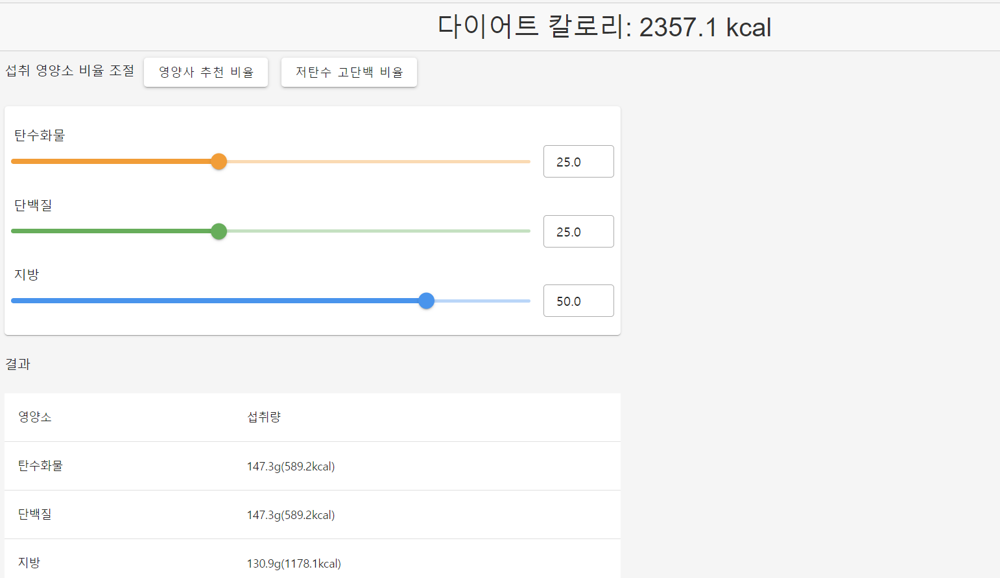 다이어트 칼로리: 2357.1 kcal
섭취 영양소 비율 조절 영양사 추천 비율 저탄수 고단백 비율
탄수화물
25.0
단백질
25.0
지방
50.0
결과
영양소 섭취량
탄수화물 147.3g(589.2kcal)
단백질 147.3g(589.2kcal)
지방 130.9g(1178.1kcal)